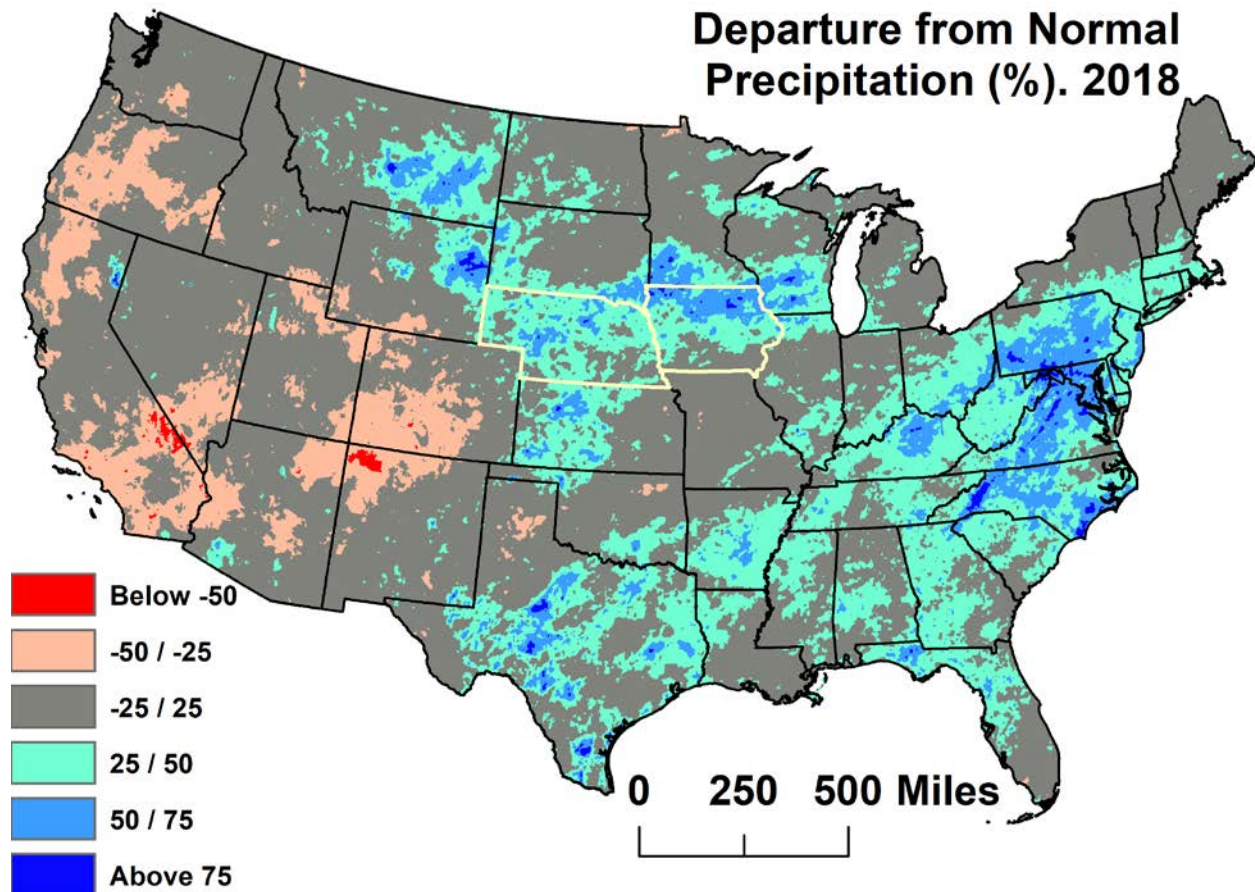 Departure from Normal
Precipitation (%). 2018
Below -50
-50 / -25
-25 / 25
25 / 50
50 / 75
Above 75
0 250 500 Miles